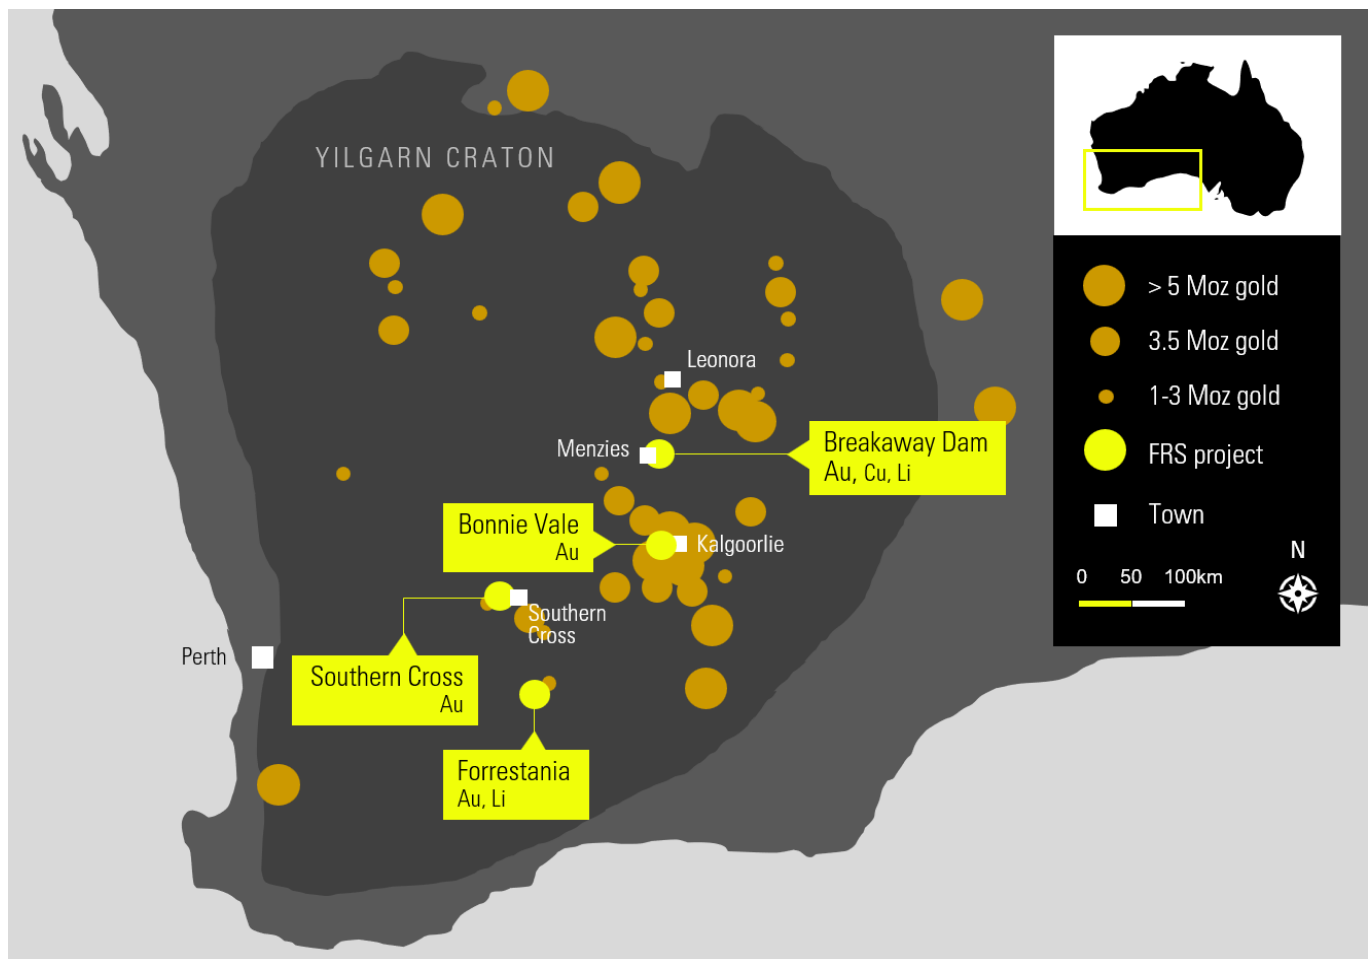 YILGARN CRATON
> 5 Moz gold
3.5 Moz gold
1-3 Moz gold
FRS project
Town
0 50 100km
N
Leonora
Menzies
Breakaway Dam
Au, Cu, Li
Bonnie Vale
Au
Kalgoorlie
Southern
Cross
Perth
Southern Cross
Au
Forrestania
Au, Li